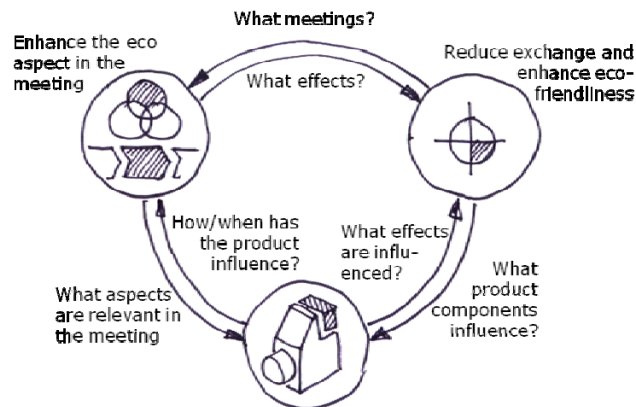 What meetings?
Enhance the eco
aspect in the
meeting
What effects?
Reduce exchange and
enhance eco-
friendliness
How/when has
the product
influence?
What effects
are influ-
enced?
What aspects
are relevant in
the meeting
What
product
components
influence?